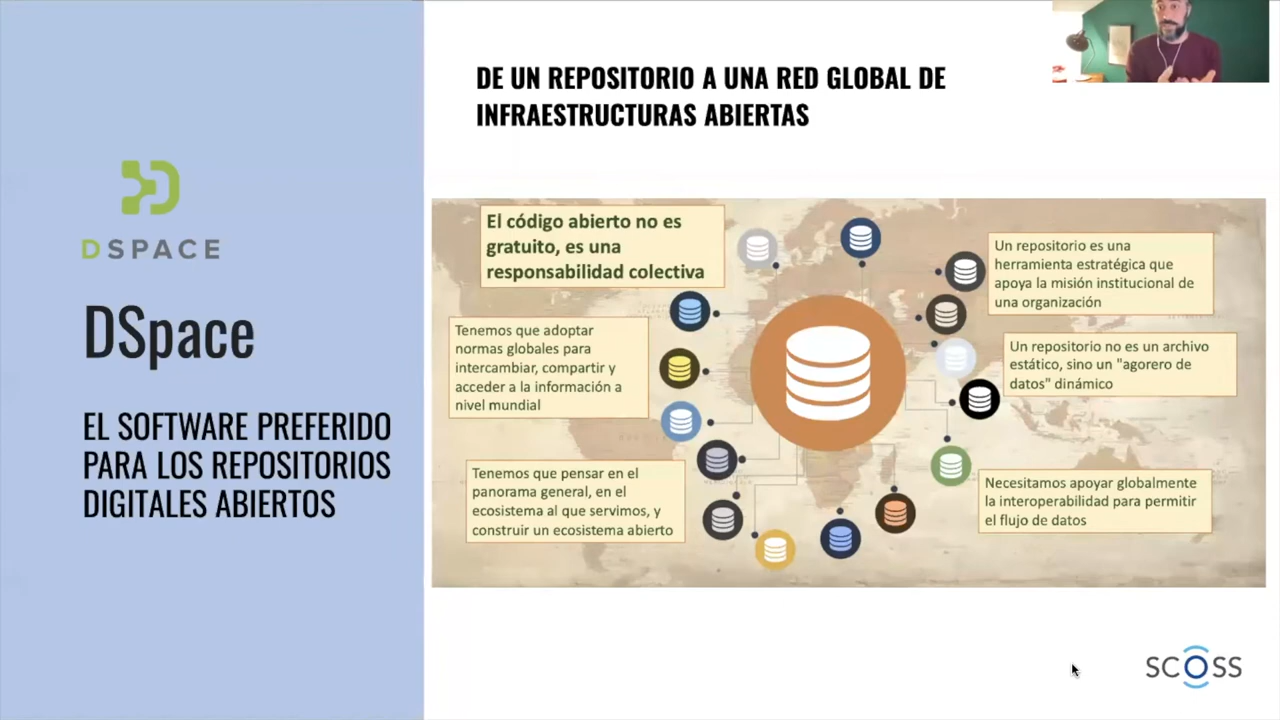 DE UN REPOSITORIO A UNA RED GLOBAL DE
INFRAESTRUCTURAS ABIERTAS
DSPACE
DSpace
EL SOFTWARE PREFERIDO
PARA LOS REPOSITORIOS
DIGITALES ABIERTOS
El código abierto no es
gratuito, es una
responsabilidad colectiva
Tenemos que adoptar
normas globales para
intercambiar, compartir y
acceder a la información a
nivel mundial
Tenemos que pensar en el
panorama general, en el
ecosistema al que servimos, y
construir un ecosistema abierto
Un repositorio es una
herramienta estratégica que
apoya la misión institucional de
una organización
Un repositorio no es un archivo
estático, sino un "agorero de
datos" dinámico
Necesitamos apoyar globalmente
la interoperabilidad para permitir
el flujo de datos
SCOSS